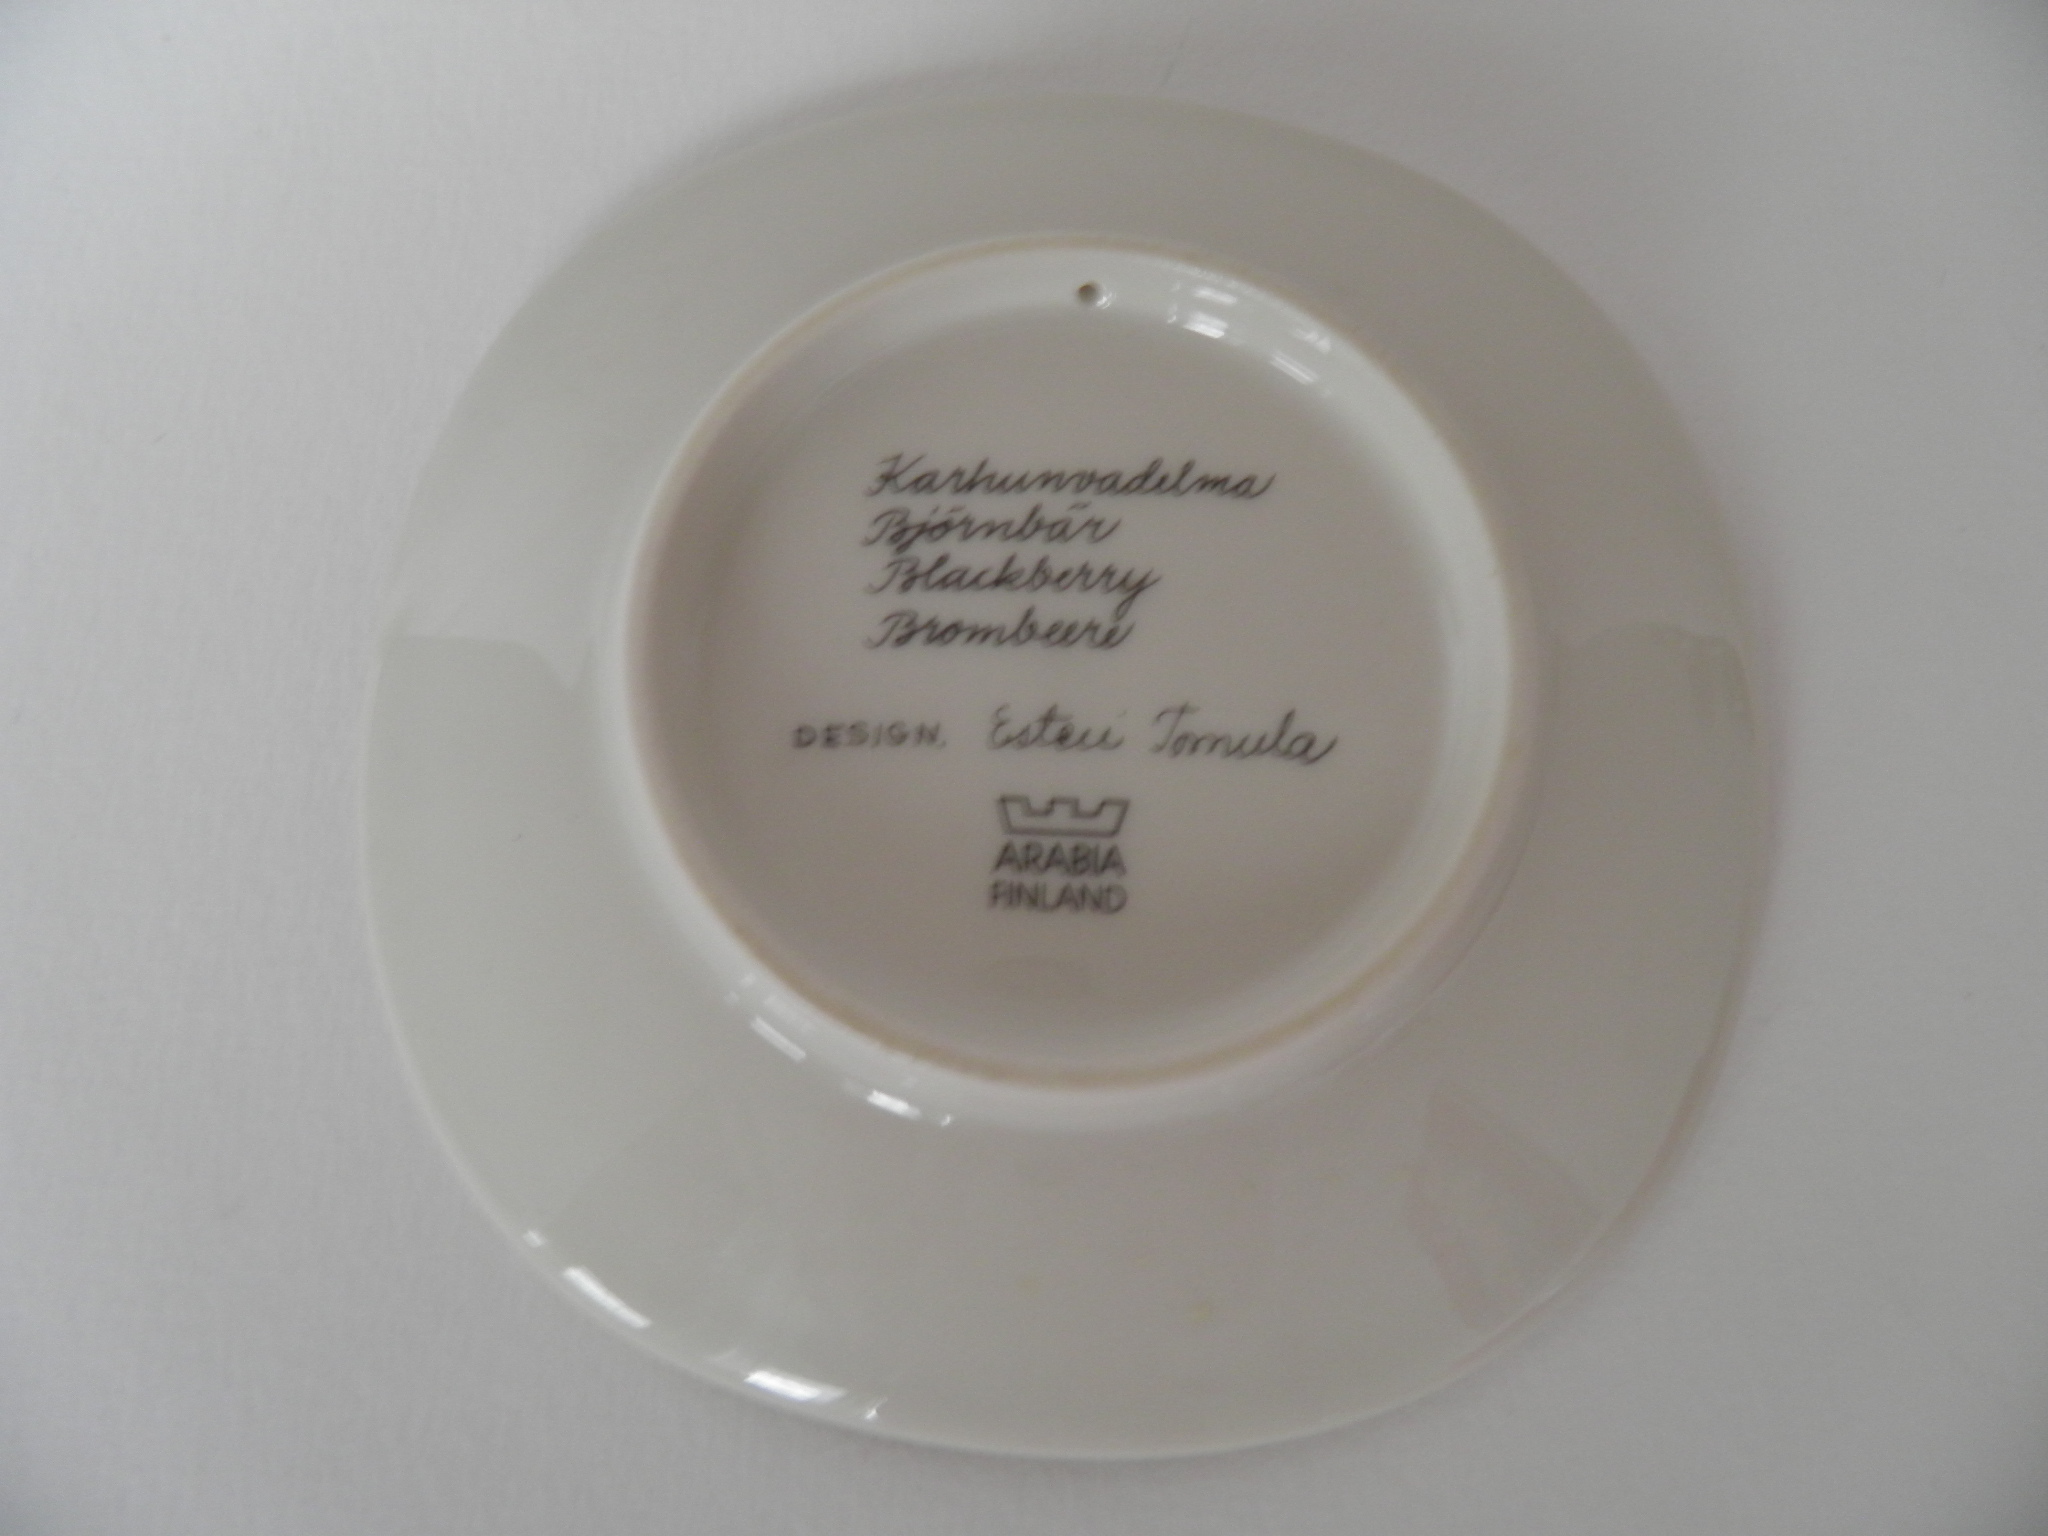 Karhunvadelma
Björnbär
Blackberry
Brombeere
DESIGN. Esteri Tomula
ARABIA
FINLAND